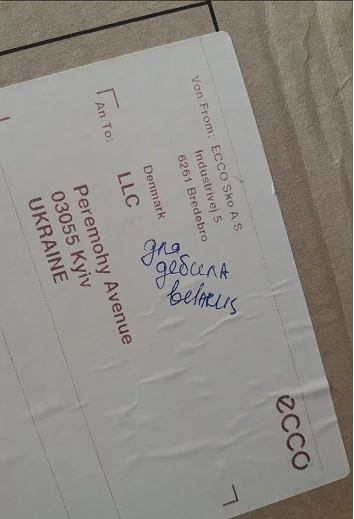 Von From: ECCO Sko A/S
Industrivej 5
6261 Bredebro
Denmark
An To:
LLC
Peremohy Avenue
03055 Kyiv
UKRAINE
для
дебила
belarus
ecco